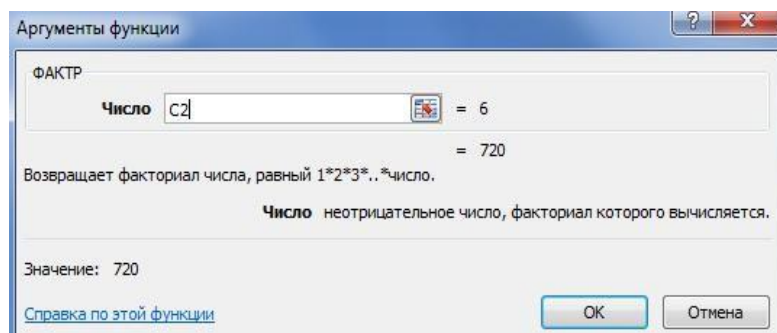 Аргументы функции
ФАКТР
Число C2 = 6
= 720
Возвращает факториал числа, равный 1*2*3*..*число.
Число неотрицательное число, факториал которого вычисляется.
Значение: 720
Справка по этой функции
ОК Отмена